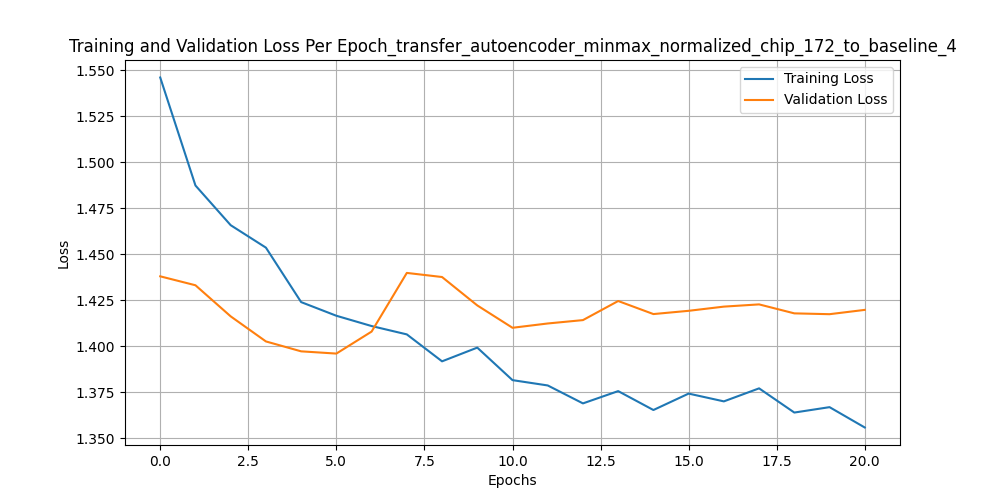 Training and Validation Loss Per Epoch_transfer_autoencoder_minmax_normalized_chip_172_to_baseline_4
Training Loss
Validation Loss
1.550
1.525
1.500
1.475
1.450
1.425
1.400
1.375
1.350
Loss
0.0 2.5 5.0 7.5 10.0 12.5 15.0 17.5 20.0
Epochs